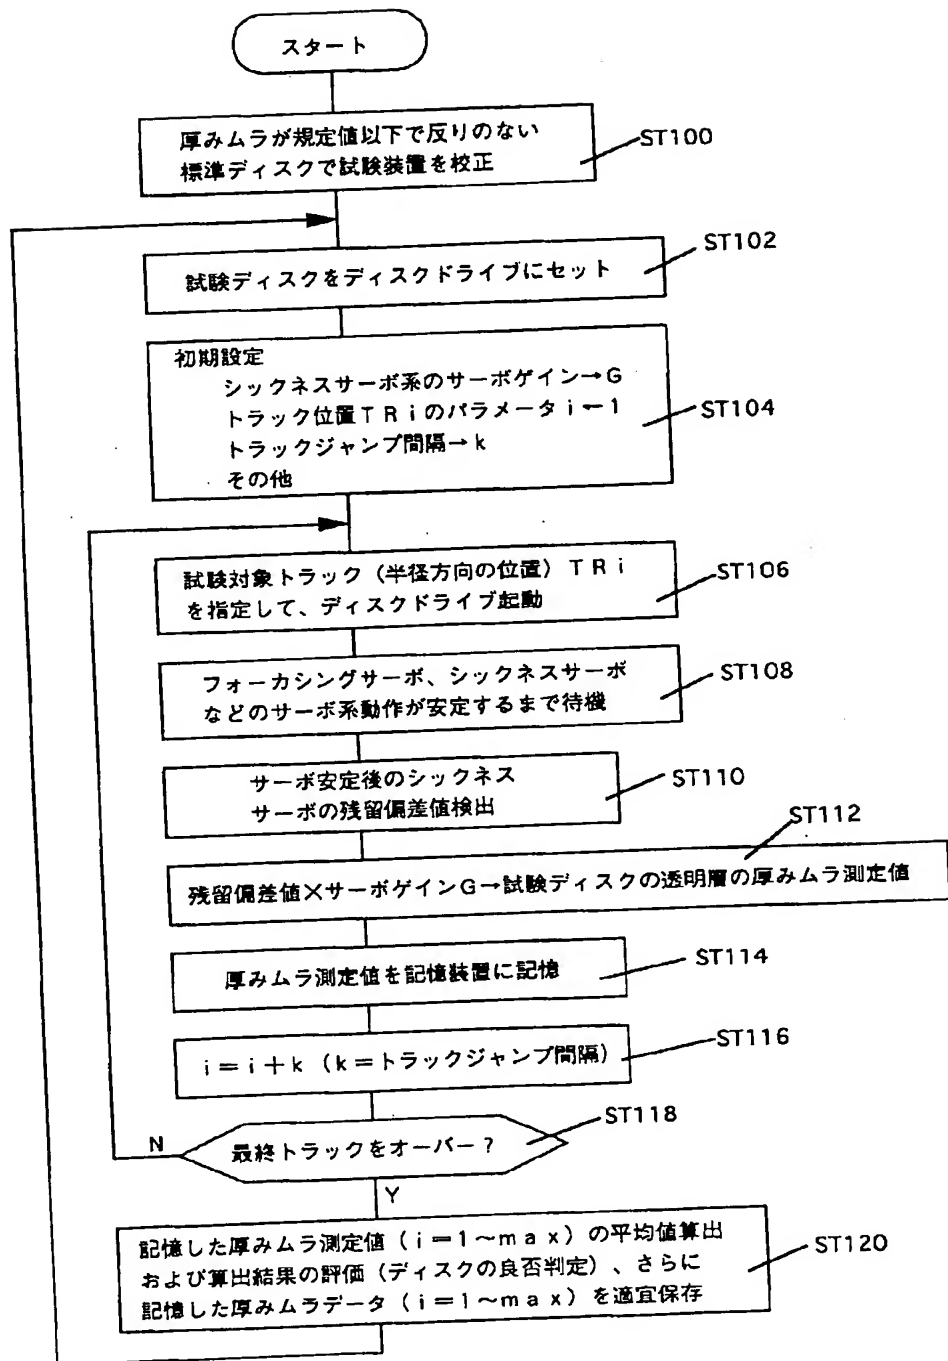 スタート
厚みムラが規定値以下で反りのない
標準ディスクで試験装置を校正
ST100
試験ディスクをディスクドライブにセット
ST102
初期設定
シックネスサーボ系のサーボゲイン→G
トラック位置TRiのパラメータi←1
トラックジャンプ間隔→k
その他
ST104
試験対象トラック(半径方向の位置)TRi
を指定して、ディスクドライブ起動
ST106
フォーカシングサーボ、シックネスサーボ
などのサーボ系動作が安定するまで待機
ST108
サーボ安定後のシックネス
サーボの残留偏差値検出
ST110
ST112
残留偏差値×サーボゲインG→試験ディスクの透明層の厚みムラ測定値
厚みムラ測定値を記憶装置に記憶
ST114
i=i+k(k=トラックジャンプ間隔)
ST116
最終トラックをオーバー?
ST118
N
Y
記憶した厚みムラ測定値(i=1~max)の平均値算出
および算出結果の評価(ディスクの良否判定)、さらに
記憶した厚みムラデータ(i=1~max)を適宜保存
ST120